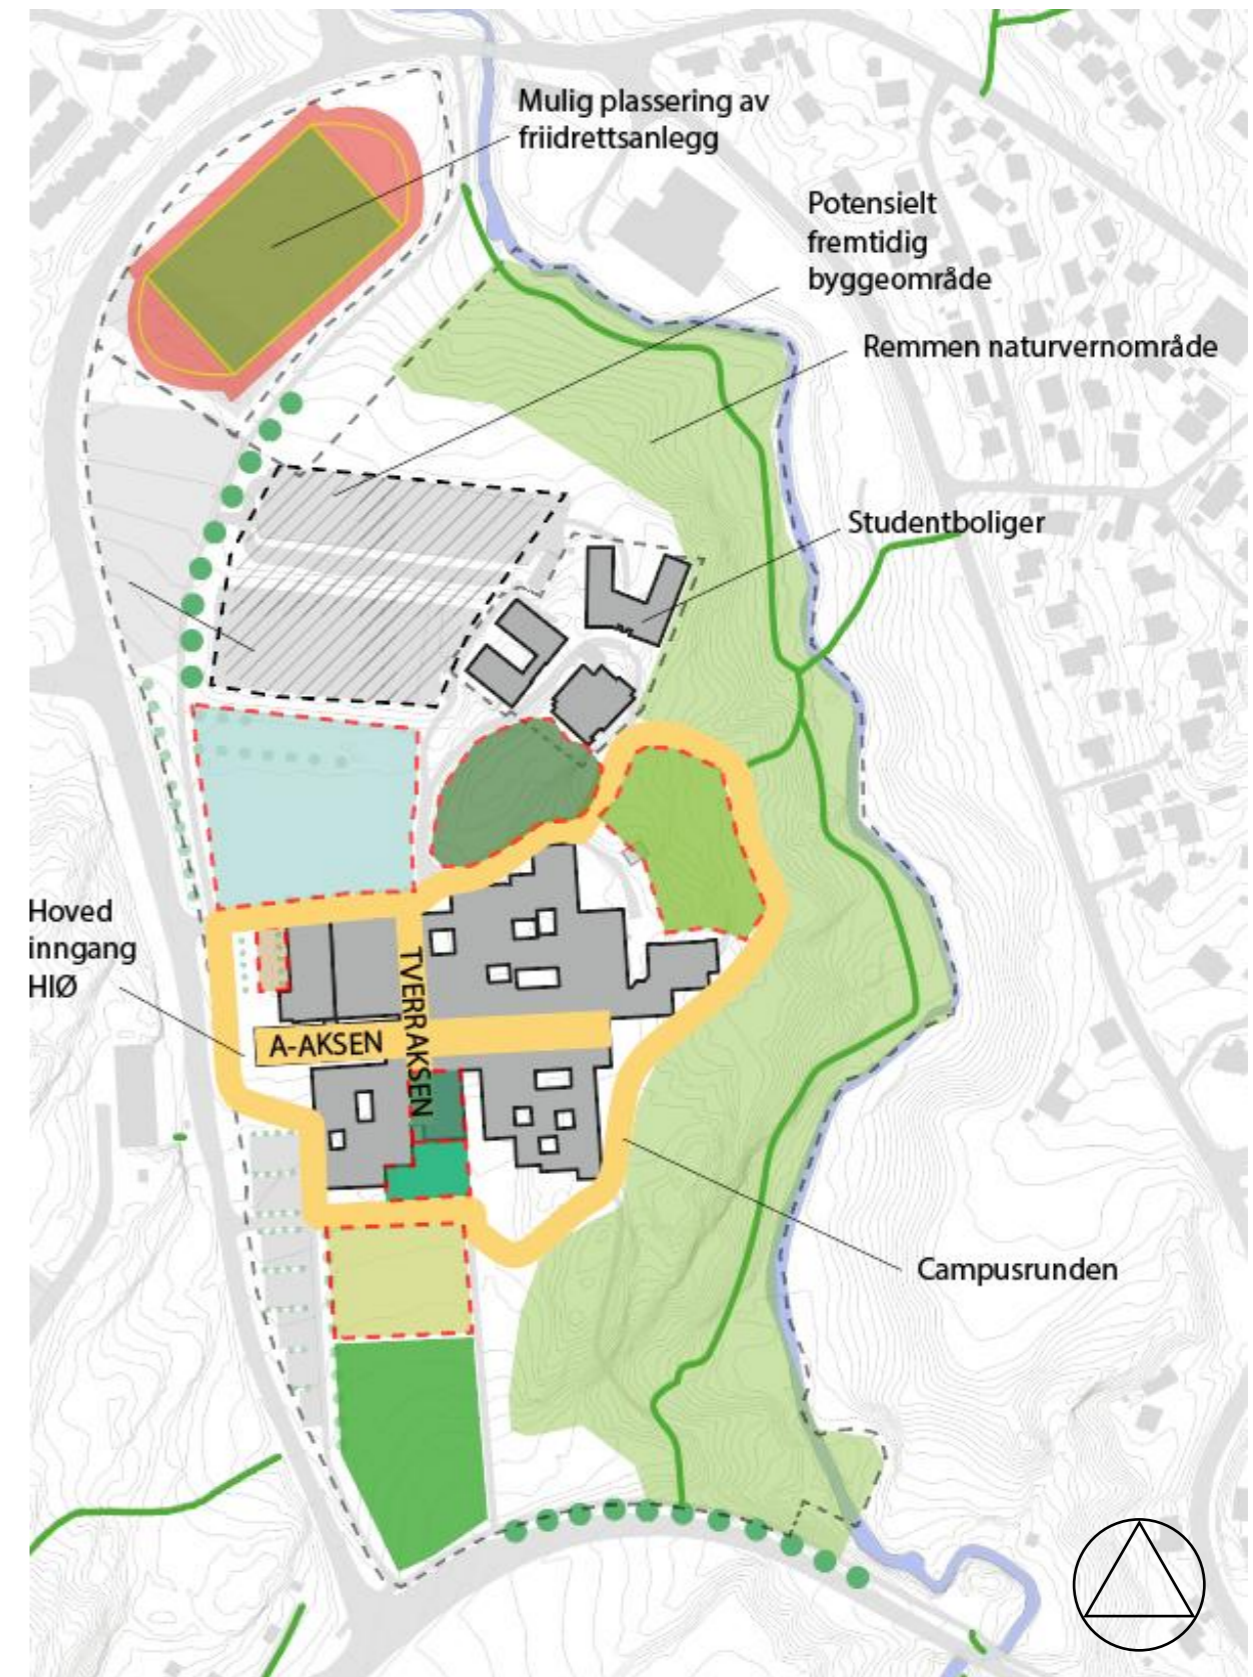 Mulig plassering av
friidrettsanlegg
Potensielt
fremtidig
byggeområde
Remmen naturvernområde
Studentboliger
Hoved
inngang
HIØ
TVERRAKSEN
A-AKSEN
Campusrunden